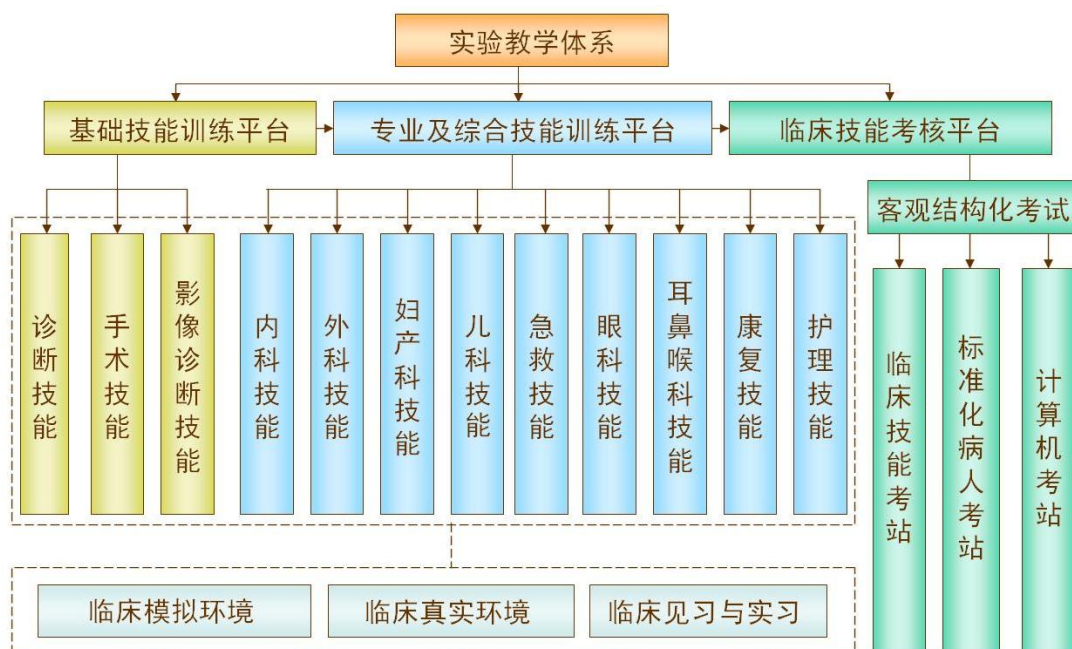 实验教学体系
基础技能训练平台
专业及综合技能训练平台
临床技能考核平台
客观结构化考试
诊断技能
手术技能
影像诊断技能
内科技能
外科技能
妇产科技能
儿科技能
急救技能
眼科技能
耳鼻喉科技能
康复技能
护理技能
临床技能考站
标准化病人考站
计算机考站
临床模拟环境
临床真实环境
临床见习与实习